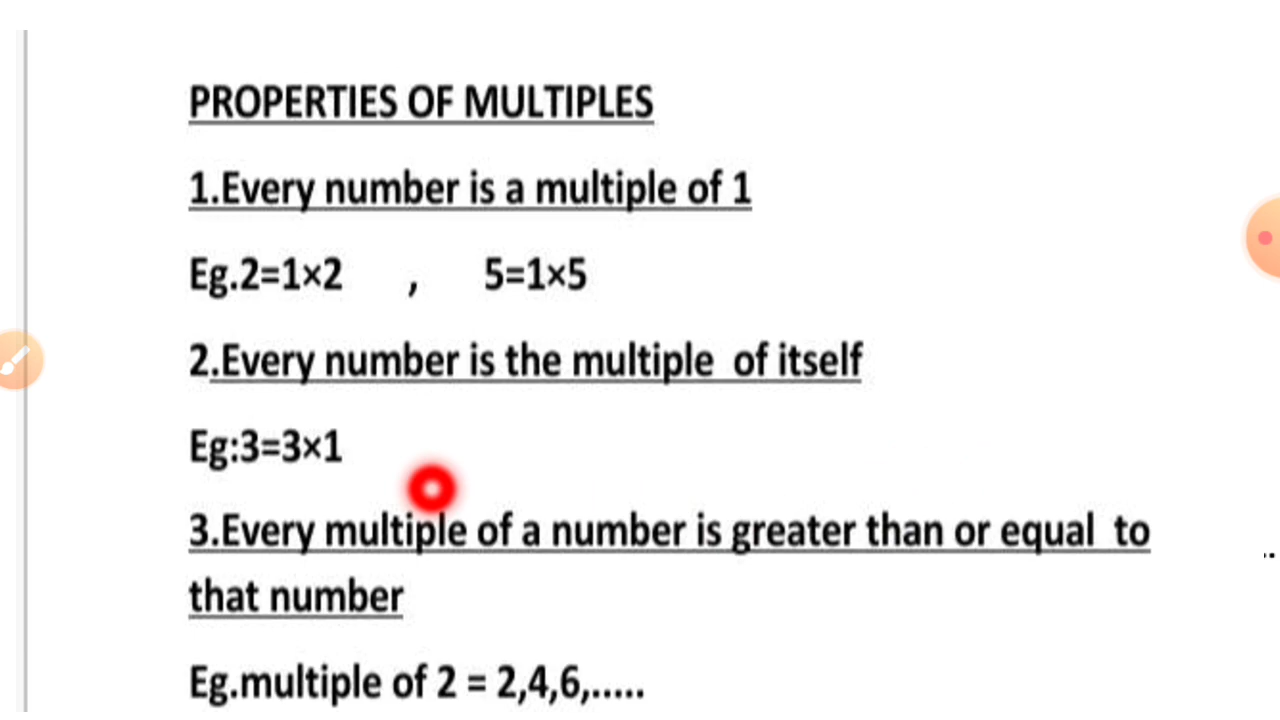 PROPERTIES OF MULTIPLES
1.Every number is a multiple of 1
Eg.2=1×2 , 5=1×5
2.Every number is the multiple of itself
Eg:3=3×1
3.Every multiple of a number is greater than or equal to
that number
Eg.multiple of 2 = 2,4,6,.....